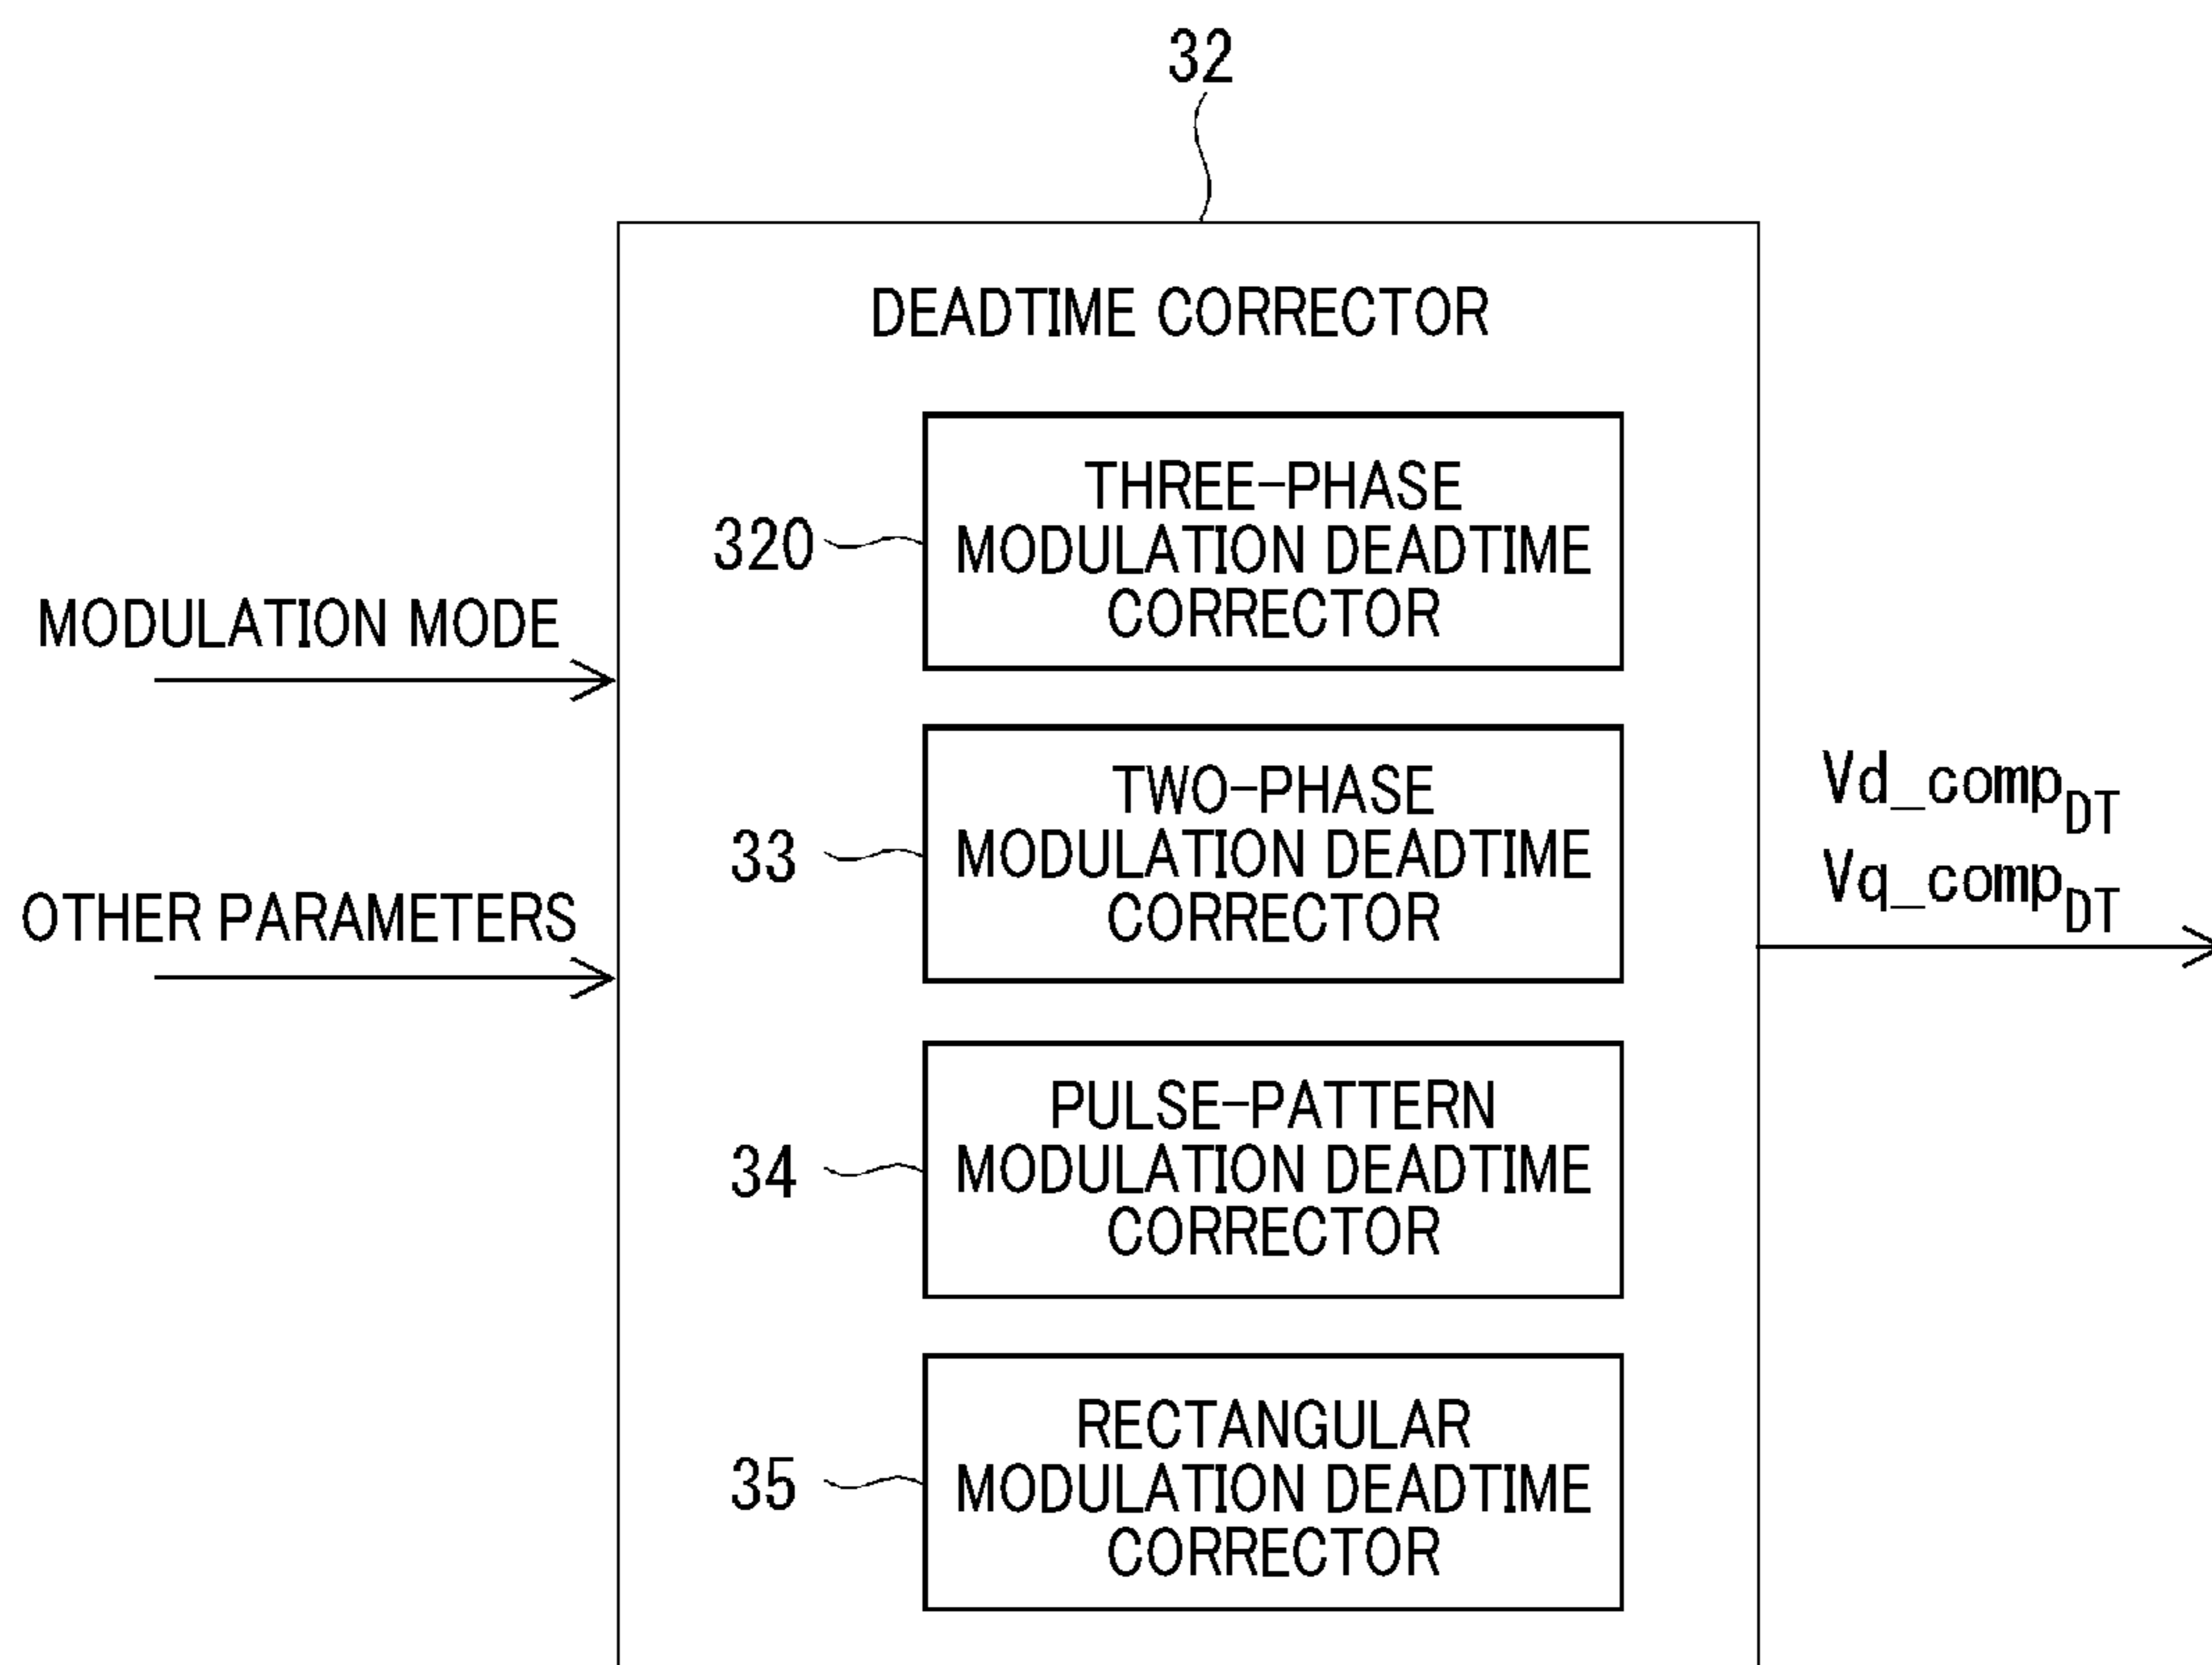 32
DEADTIME CORRECTOR
THREE-PHASE
MODULATION DEADTIME
CORRECTOR
320
MODULATION MODE
TWO-PHASE
MODULATION DEADTIME
CORRECTOR
33
OTHER PARAMETERS
Vd_compDT
Vq_compDT
PULSE-PATTERN
MODULATION DEADTIME
CORRECTOR
34
RECTANGULAR
MODULATION DEADTIME
CORRECTOR
35